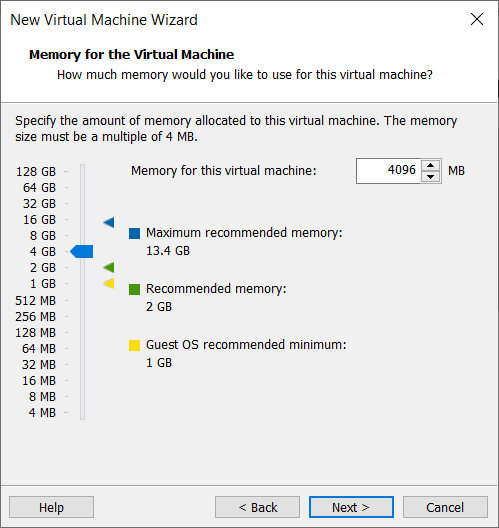 New Virtual Machine Wizard
Memory for the Virtual Machine
How much memory would you like to use for this virtual machine?
Specify the amount of memory allocated to this virtual machine. The memory
size must be a multiple of 4 MB.
128 GB
64 GB
32 GB
16 GB
8 GB
4 GB
2 GB
1 GB
512 MB
256 MB
128 MB
64 MB
32 MB
16 MB
8 MB
4 MB
Memory for this virtual machine: 4096 MB
Maximum recommended memory:
13.4 GB
Recommended memory:
2 GB
Guest OS recommended minimum:
1 GB
Help < Back Next > Cancel